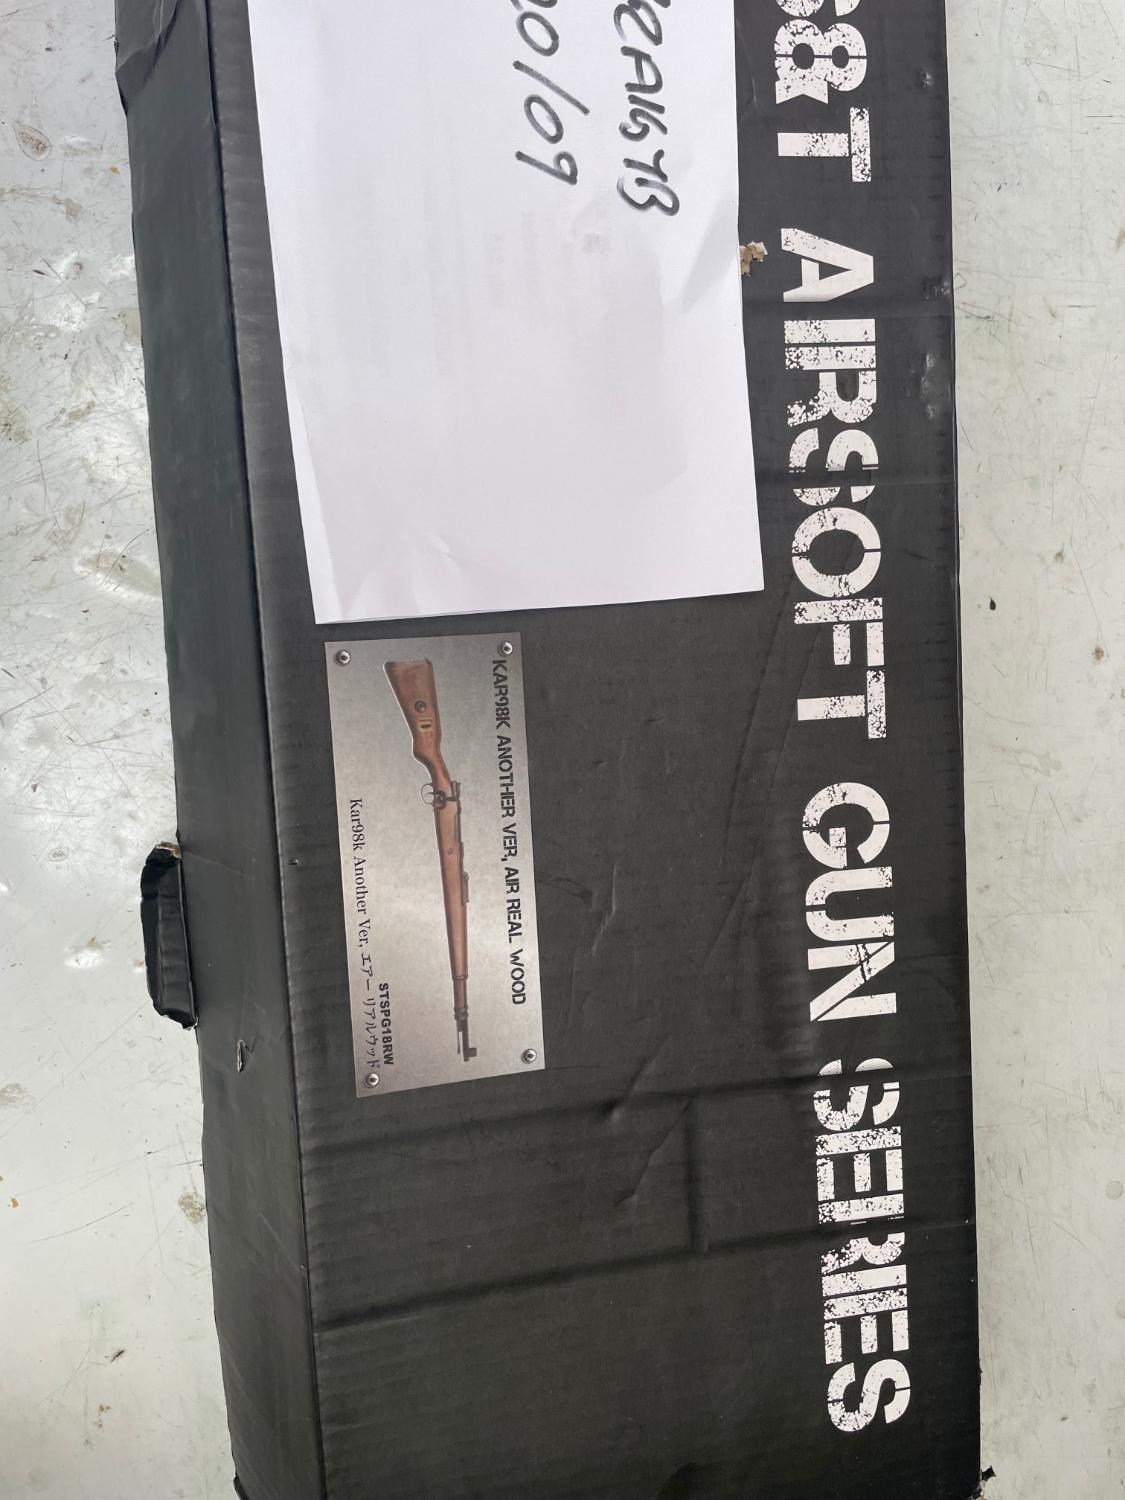 S&T AIRSOFT GUN SERIES
20/09
KAR98K ANOTHER VER, AIR REAL WOOD
STSPG18RW
Kar98k Another Ver, エアー リアルウッド